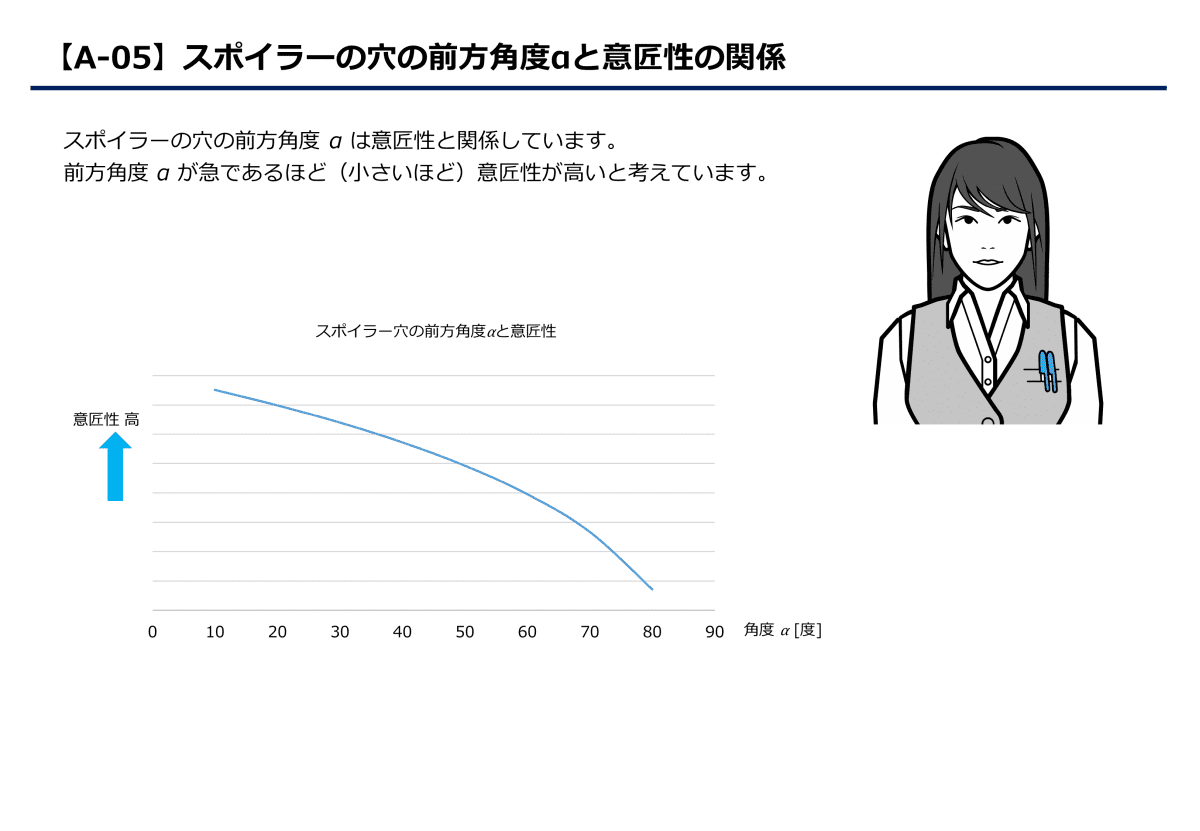 【A-05】スポイラーの穴の前方角度αと意匠性の関係
スポイラーの穴の前方角度 α は意匠性と関係しています。
前方角度 α が急であるほど（小さいほど）意匠性が高いと考えています。
スポイラー穴の前方角度αと意匠性
意匠性 高
0 10 20 30 40 50 60 70 80 90
角度 α [度]